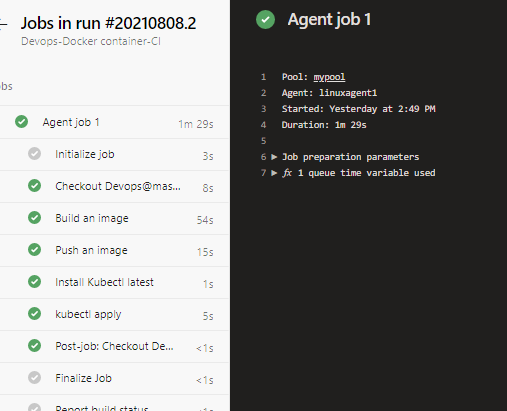 Jobs in run #20210808.2
Devops-Docker container-CI
obs
Agent job 1 1m 29s
Initialize job 3s
Checkout Devops@mas... 8s
Build an image 54s
Push an image 15s
Install Kubectl latest 1s
kubectl apply 5s
Post-job: Checkout De... <1s
Finalize Job <1s
Report build status <1s
Agent job 1
1 Pool: mypool
2 Agent: linuxagent1
3 Started: Yesterday at 2:49 PM
4 Duration: 1m 29s
5
6 ▶ Job preparation parameters
7 ▶ fx 1 queue time variable used